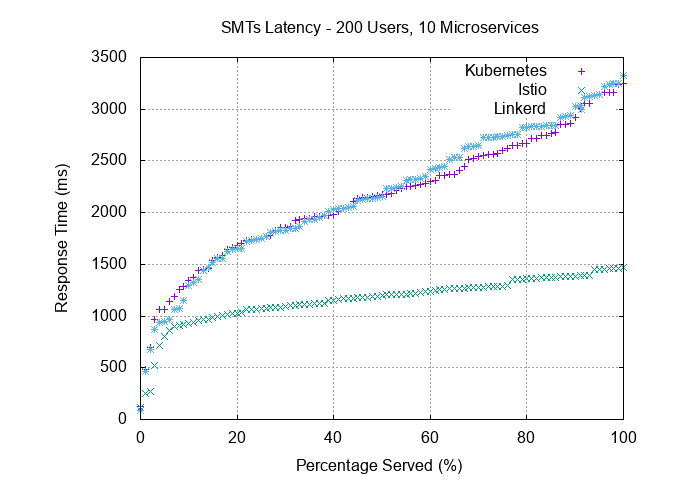 SMTs Latency - 200 Users, 10 Microservices
Response Time (ms)
3500
3000
2500
2000
1500
1000
500
0
Kubernetes
Istio
Linkerd
0 20 40 60 80 100
Percentage Served (%)